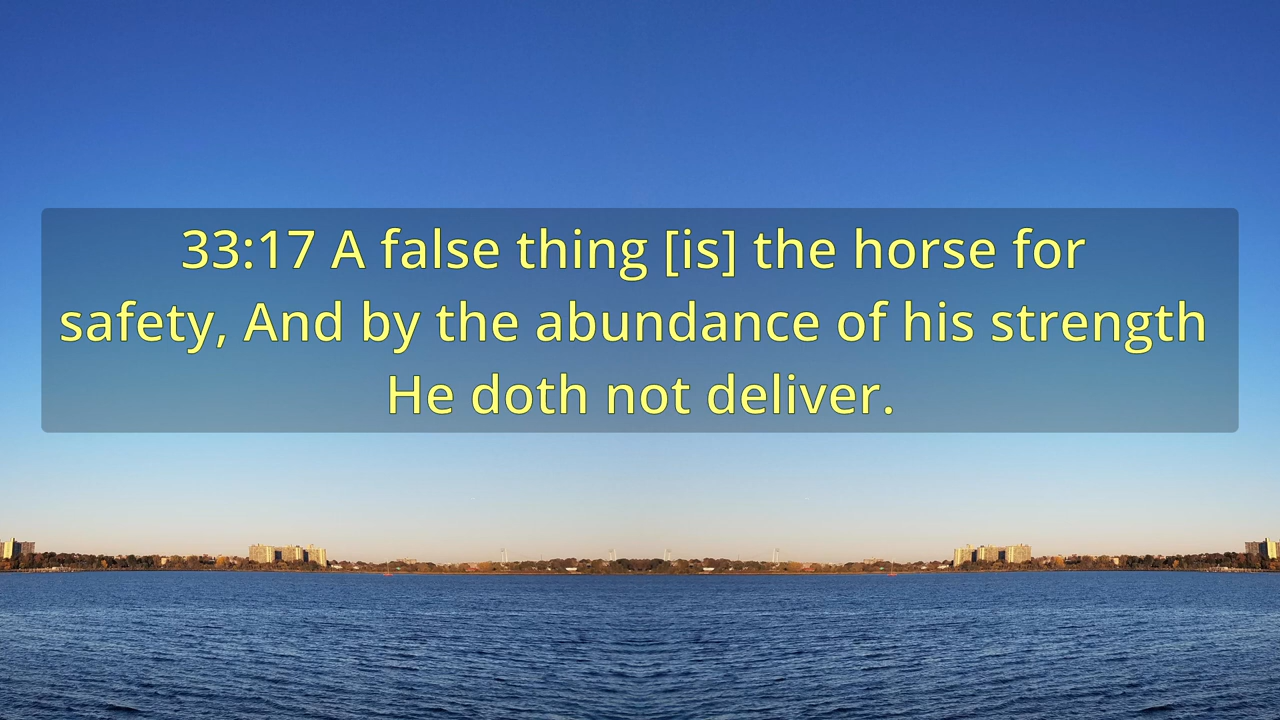 33:17 A false thing [is] the horse for
safety, And by the abundance of his strength
He doth not deliver.